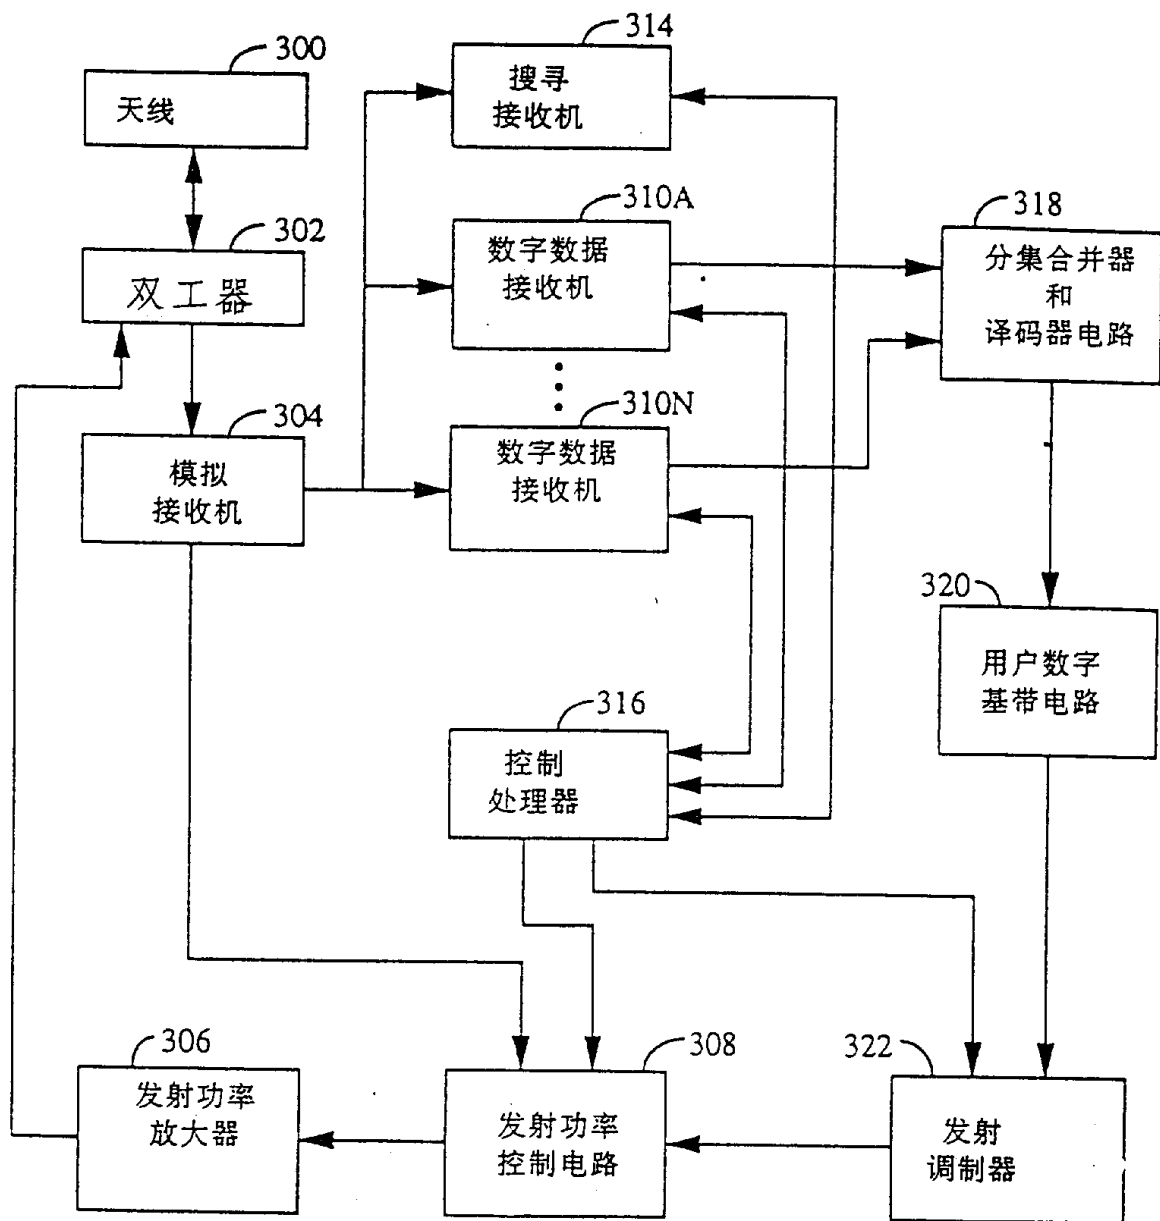 300
天线
314
搜寻
接收机
302
双工器
310A
数字数据
接收机
318
分集合并器
和
译码器电路
304
模拟
接收机
310N
数字数据
接收机
320
用户数字
基带电路
316
控制
处理器
306
发射功率
放大器
308
发射功率
控制电路
322
发射
调制器